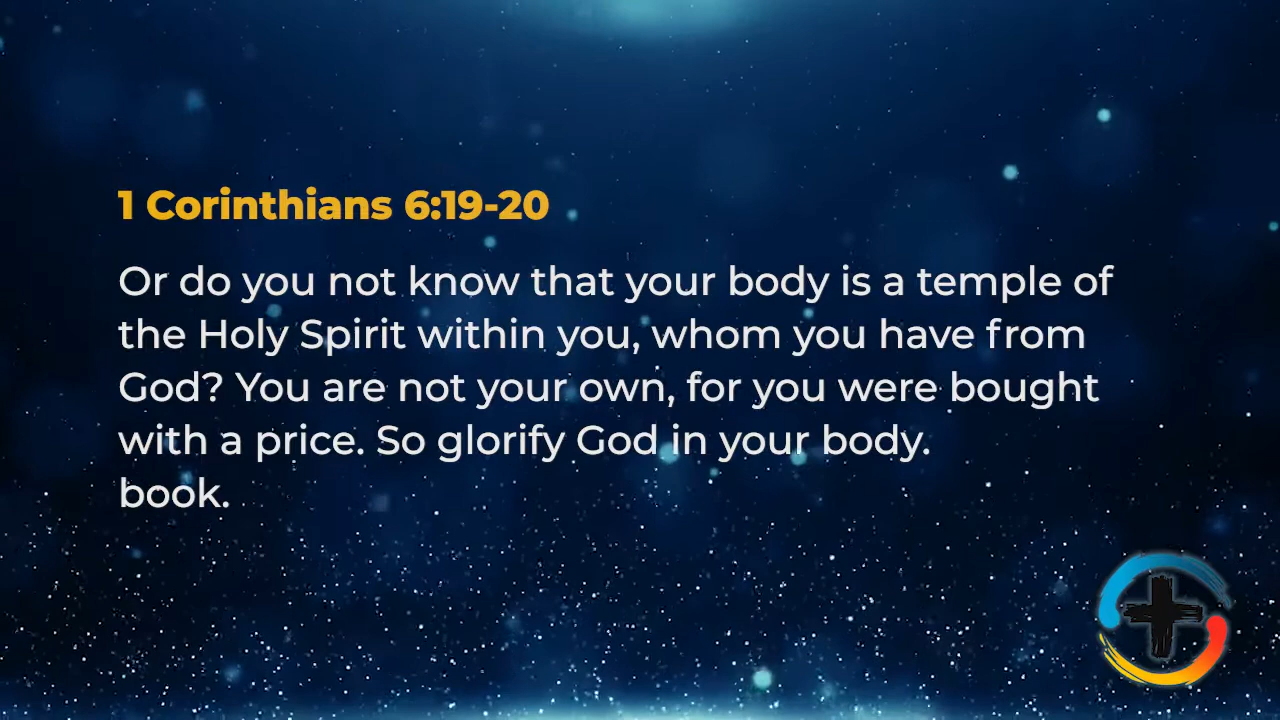 1 Corinthians 6:19-20
Or do you not know that your body is a temple of
the Holy Spirit within you, whom you have from
God? You are not your own, for you were bought
with a price. So glorify God in your body.
book.